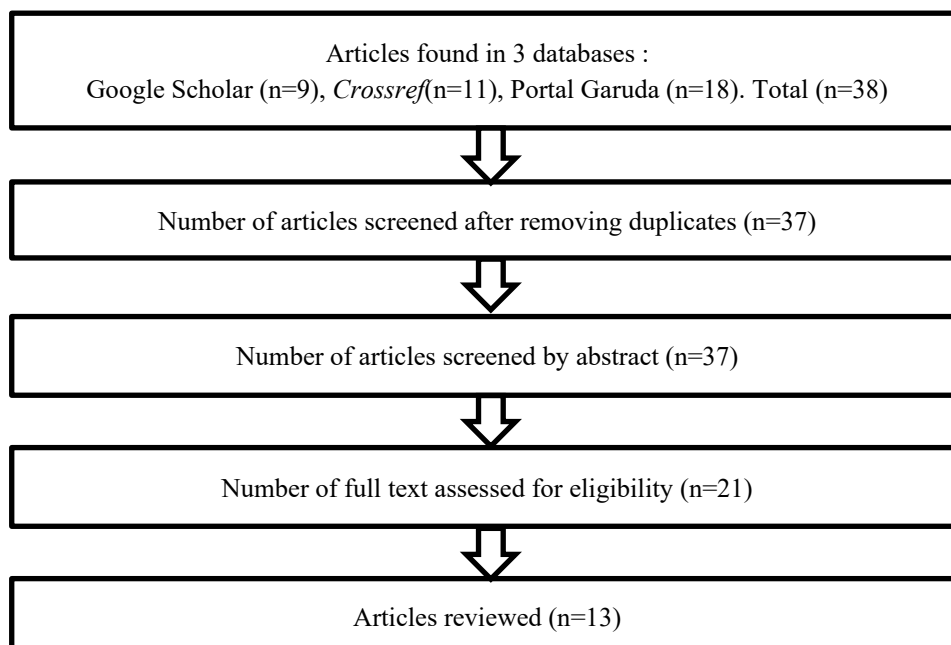 Articles found in 3 databases :
Google Scholar (n=9), Crossref(n=11), Portal Garuda (n=18). Total (n=38)
Number of articles screened after removing duplicates (n=37)
Number of articles screened by abstract (n=37)
Number of full text assessed for eligibility (n=21)
Articles reviewed (n=13)